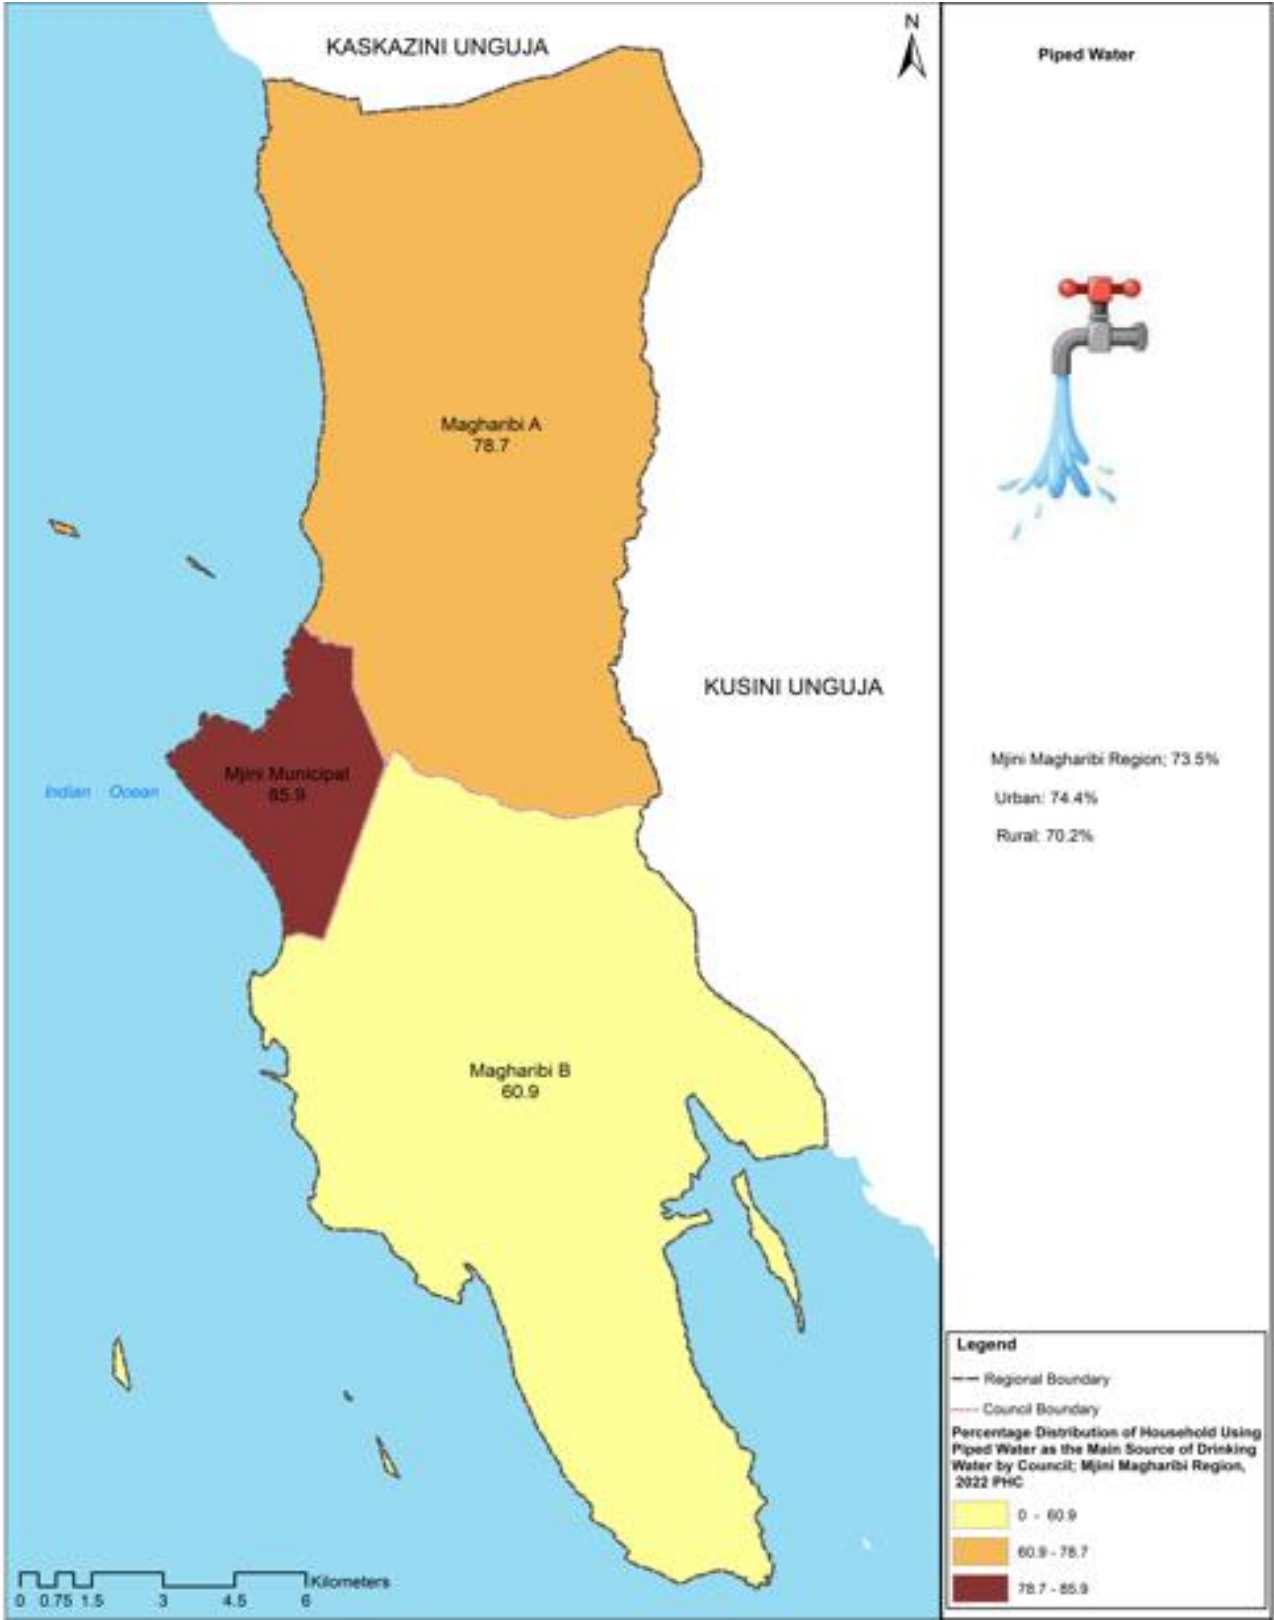 KASKAZINI UNGUJA
N
Piped Water
Magharibi A
78.7
KUSINI UNGUJA
Mjini Municipal
85.9
Indian Ocean
Mjini Magharibi Region; 73.5%
Urban: 74.4%
Rural: 70.2%
Magharibi B
60.9
Legend
Regional Boundary
Council Boundary
Percentage Distribution of Household Using
Piped Water as the Main Source of Drinking
Water by Council; Mjini Magharibi Region,
2022 PHC
0 - 60.9
60.9 - 78.7
78.7 - 85.9
Kilometers
0 0.75 1.5 3 4.5 6